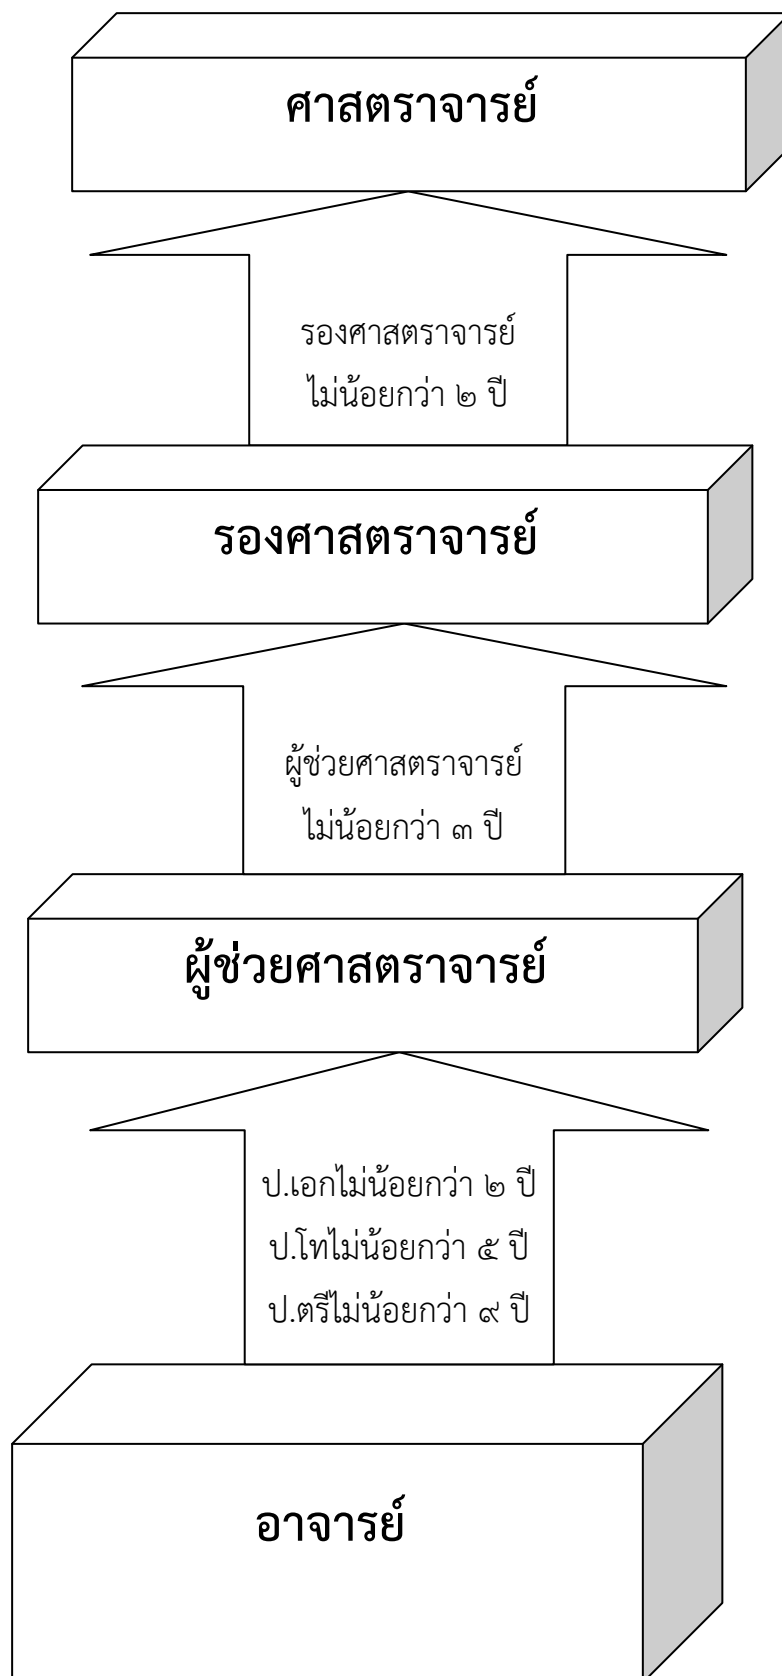 ศาสตราจารย์
รองศาสตราจารย์
ไม่น้อยกว่า ๒ ปี
รองศาสตราจารย์
ผู้ช่วยศาสตราจารย์
ไม่น้อยกว่า ๓ ปี
ผู้ช่วยศาสตราจารย์
ป.เอกไม่น้อยกว่า ๒ ปี
ป.โทไม่น้อยกว่า ๕ ปี
ป.ตรีไม่น้อยกว่า ๙ ปี
อาจารย์